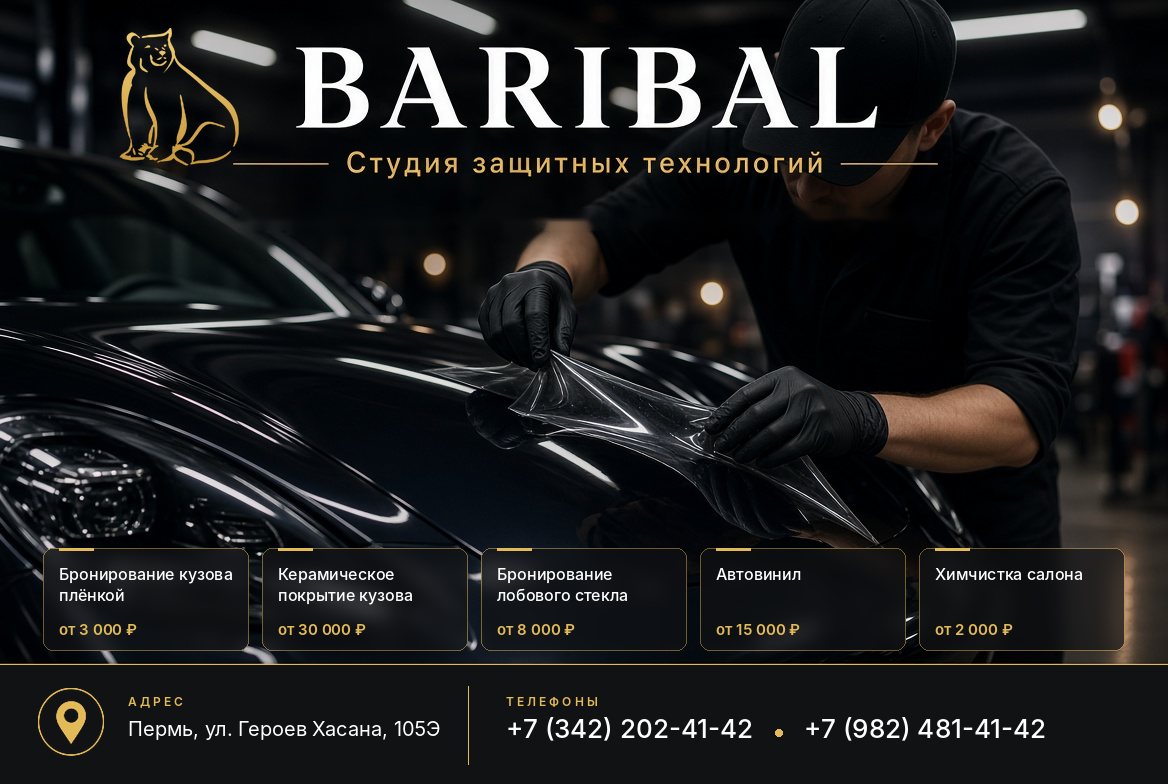 BARIBAL
Студия защитных технологий
Бронирование кузова
плёнкой
от 3 000 ₽
Керамическое
покрытие кузова
от 30 000 ₽
Бронирование
лобового стекла
от 8 000 ₽
Автовинил
от 15 000 ₽
Химчистка салона
от 2 000 ₽
АДРЕС
Пермь, ул. Героев Хасана, 105Э
ТЕЛЕФОНЫ
+7 (342) 202-41-42 • +7 (982) 481-41-42